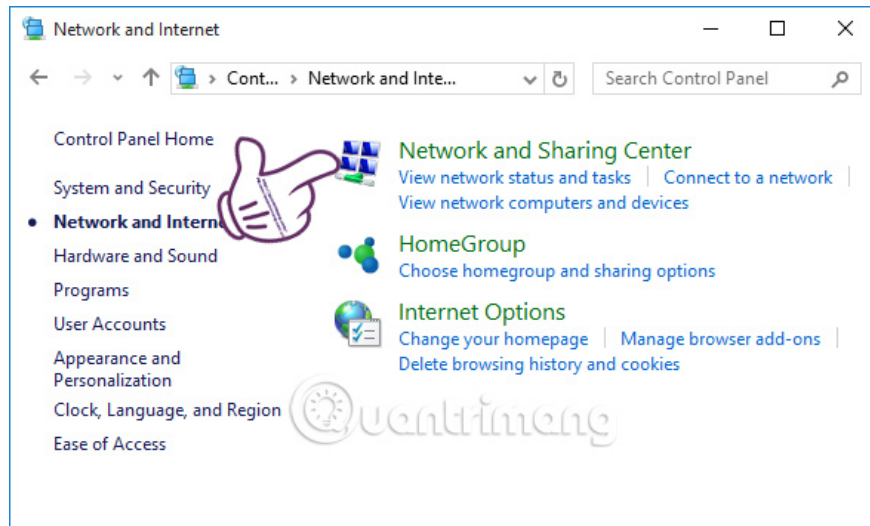 Network and Internet
Cont... > Network and Inte...
Search Control Panel
Control Panel Home
System and Security
Network and Intern
Hardware and Sound
Programs
User Accounts
Appearance and
Personalization
Clock, Language, and Region
Ease of Access
Network and Sharing Center
View network status and tasks | Connect to a network |
View network computers and devices
HomeGroup
Choose homegroup and sharing options
Internet Options
Change your homepage | Manage browser add-ons |
Delete browsing history and cookies
Quantrimang